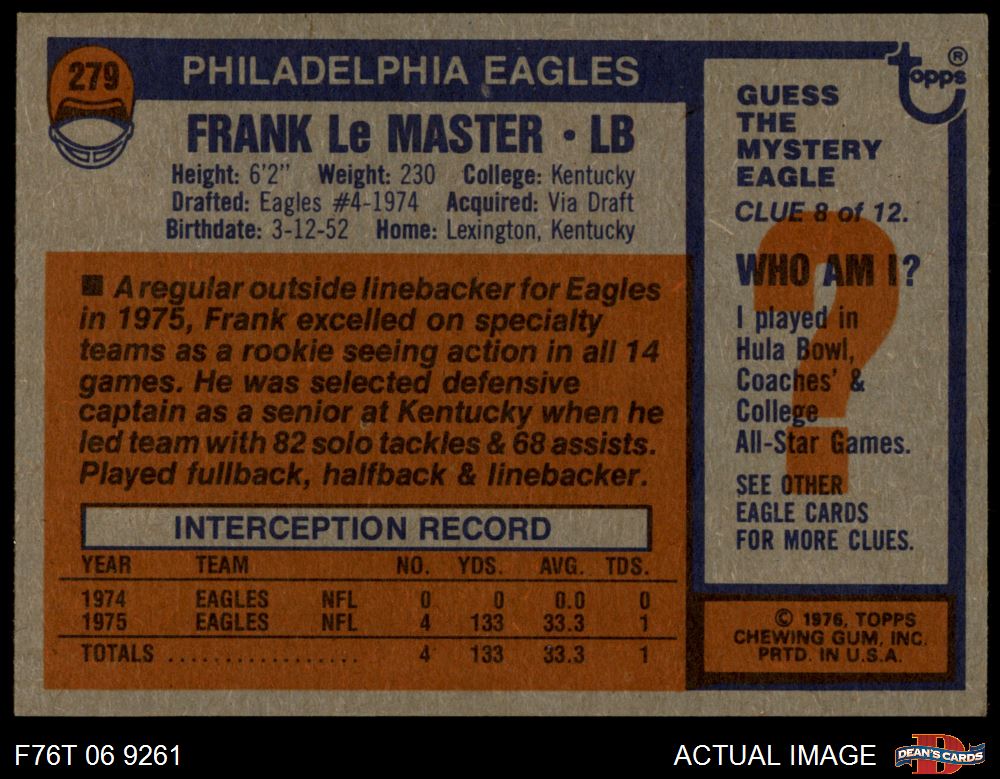 279
PHILADELPHIA EAGLES
FRANK Le MASTER • LB
Height: 6'2" Weight: 230 College: Kentucky
Drafted: Eagles #4-1974 Acquired: Via Draft
Birthdate: 3-12-52 Home: Lexington, Kentucky
■ A regular outside linebacker for Eagles
in 1975, Frank excelled on specialty
teams as a rookie seeing action in all 14
games. He was selected defensive
captain as a senior at Kentucky when he
led team with 82 solo tackles & 68 assists.
Played fullback, halfback & linebacker.
INTERCEPTION RECORD
YEAR TEAM NO. YDS. AVG. TDS.
1974 EAGLES NFL 0 0 0.0 0
1975 EAGLES NFL 4 133 33.3 1
TOTALS .................. 4 133 33.3 1
topps ®
GUESS
THE
MYSTERY
EAGLE
CLUE 8 of 12.
WHO AM I?
I played in
Hula Bowl,
Coaches' &
College
All-Star Games.
SEE OTHER
EAGLE CARDS
FOR MORE CLUES.
© 1976, TOPPS
CHEWING GUM, INC.
PRTD. IN U.S.A.
F76T 06 9261
ACTUAL IMAGE
D
DEAN'S CARDS